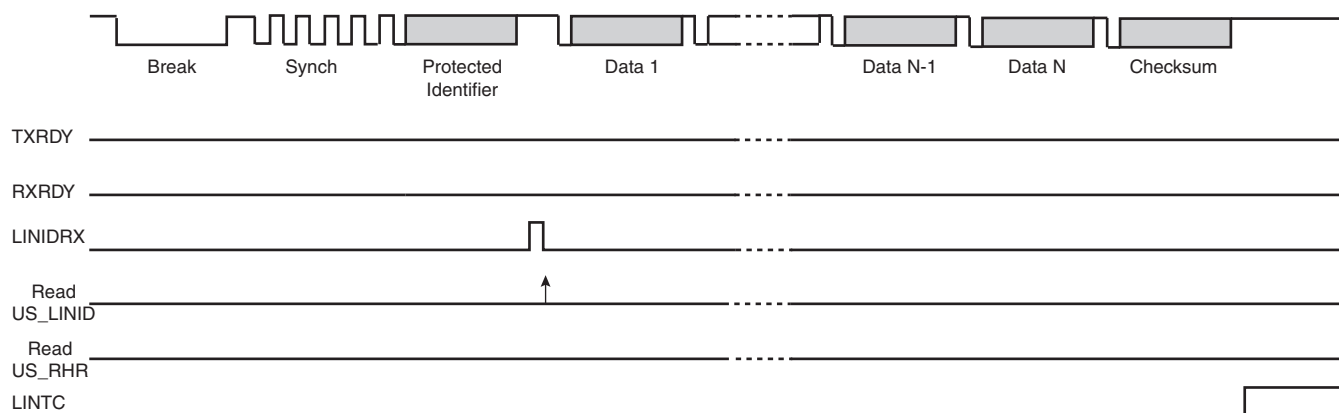 Break Synch Protected Data 1 Data N-1 Data N Checksum
Identifier
TXRDY
RXRDY
LINIDRX
Read
US_LINID
Read
US_RHR
LINTC